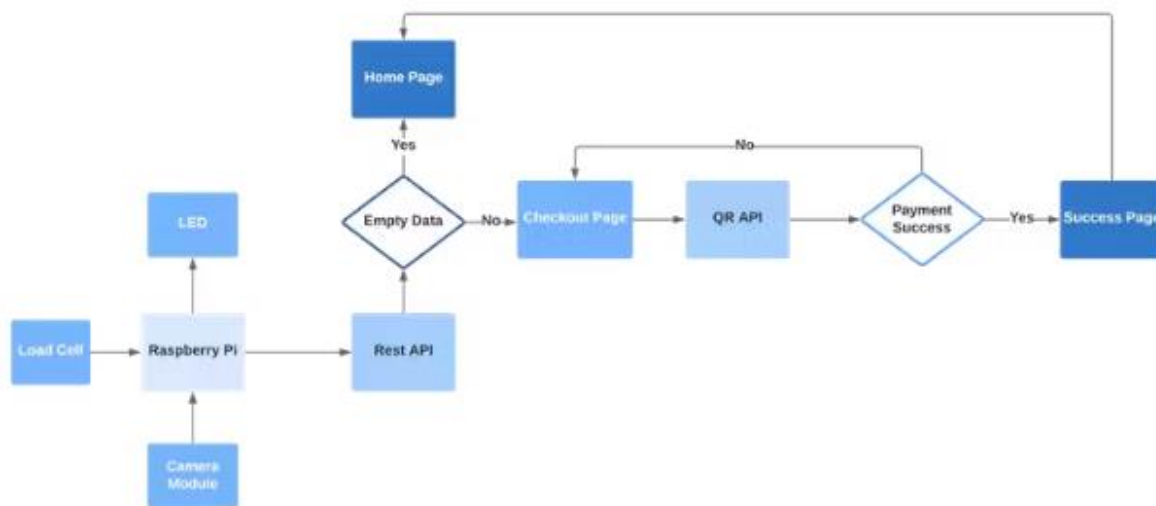 Home Page
Yes
No
LED
Empty Data
No
Checkout Page
QR API
Payment
Success
Yes
Success Page
Load Cell
Raspberry Pi
Rest API
Camera
Module